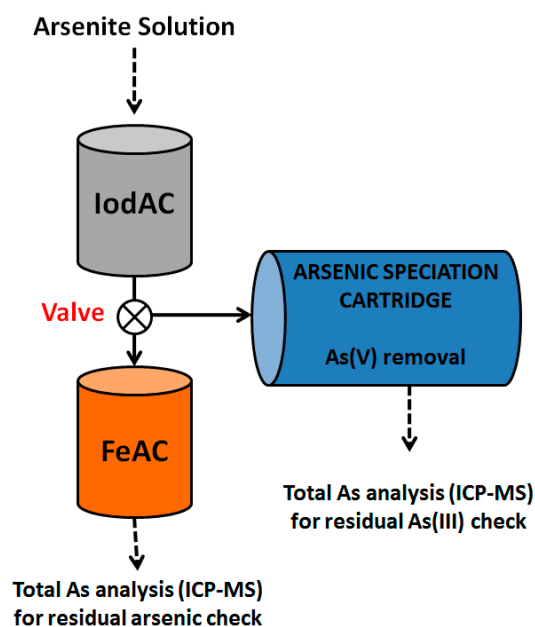 Arsenite Solution
IodAC
Valve
ARSENIC SPECIATION
CARTRIDGE
As(V) removal
FeAC
Total As analysis (ICP-MS)
for residual As(III) check
Total As analysis (ICP-MS)
for residual arsenic check